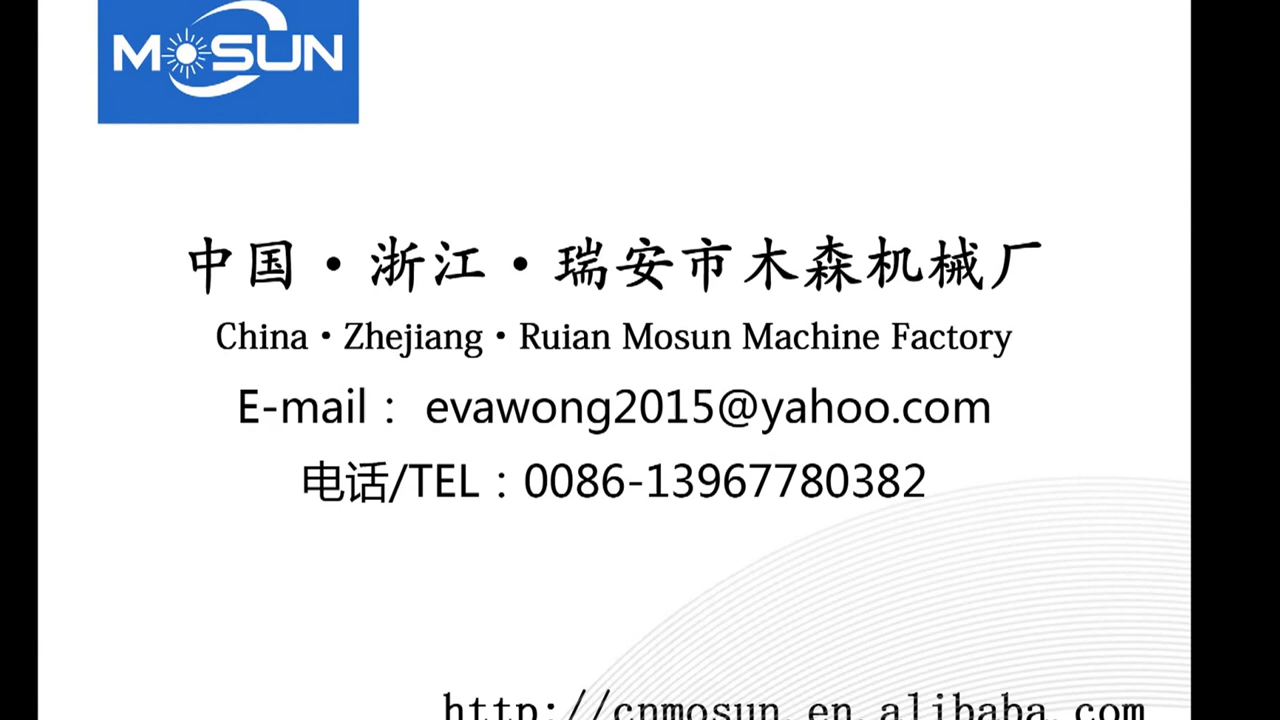 MOSUN
中国·浙江·瑞安市木森机械厂
China·Zhejiang·Ruian Mosun Machine Factory
E-mail： evawong2015@yahoo.com
电话/TEL：0086-13967780382
http://cnmosun.en.alibaba.com